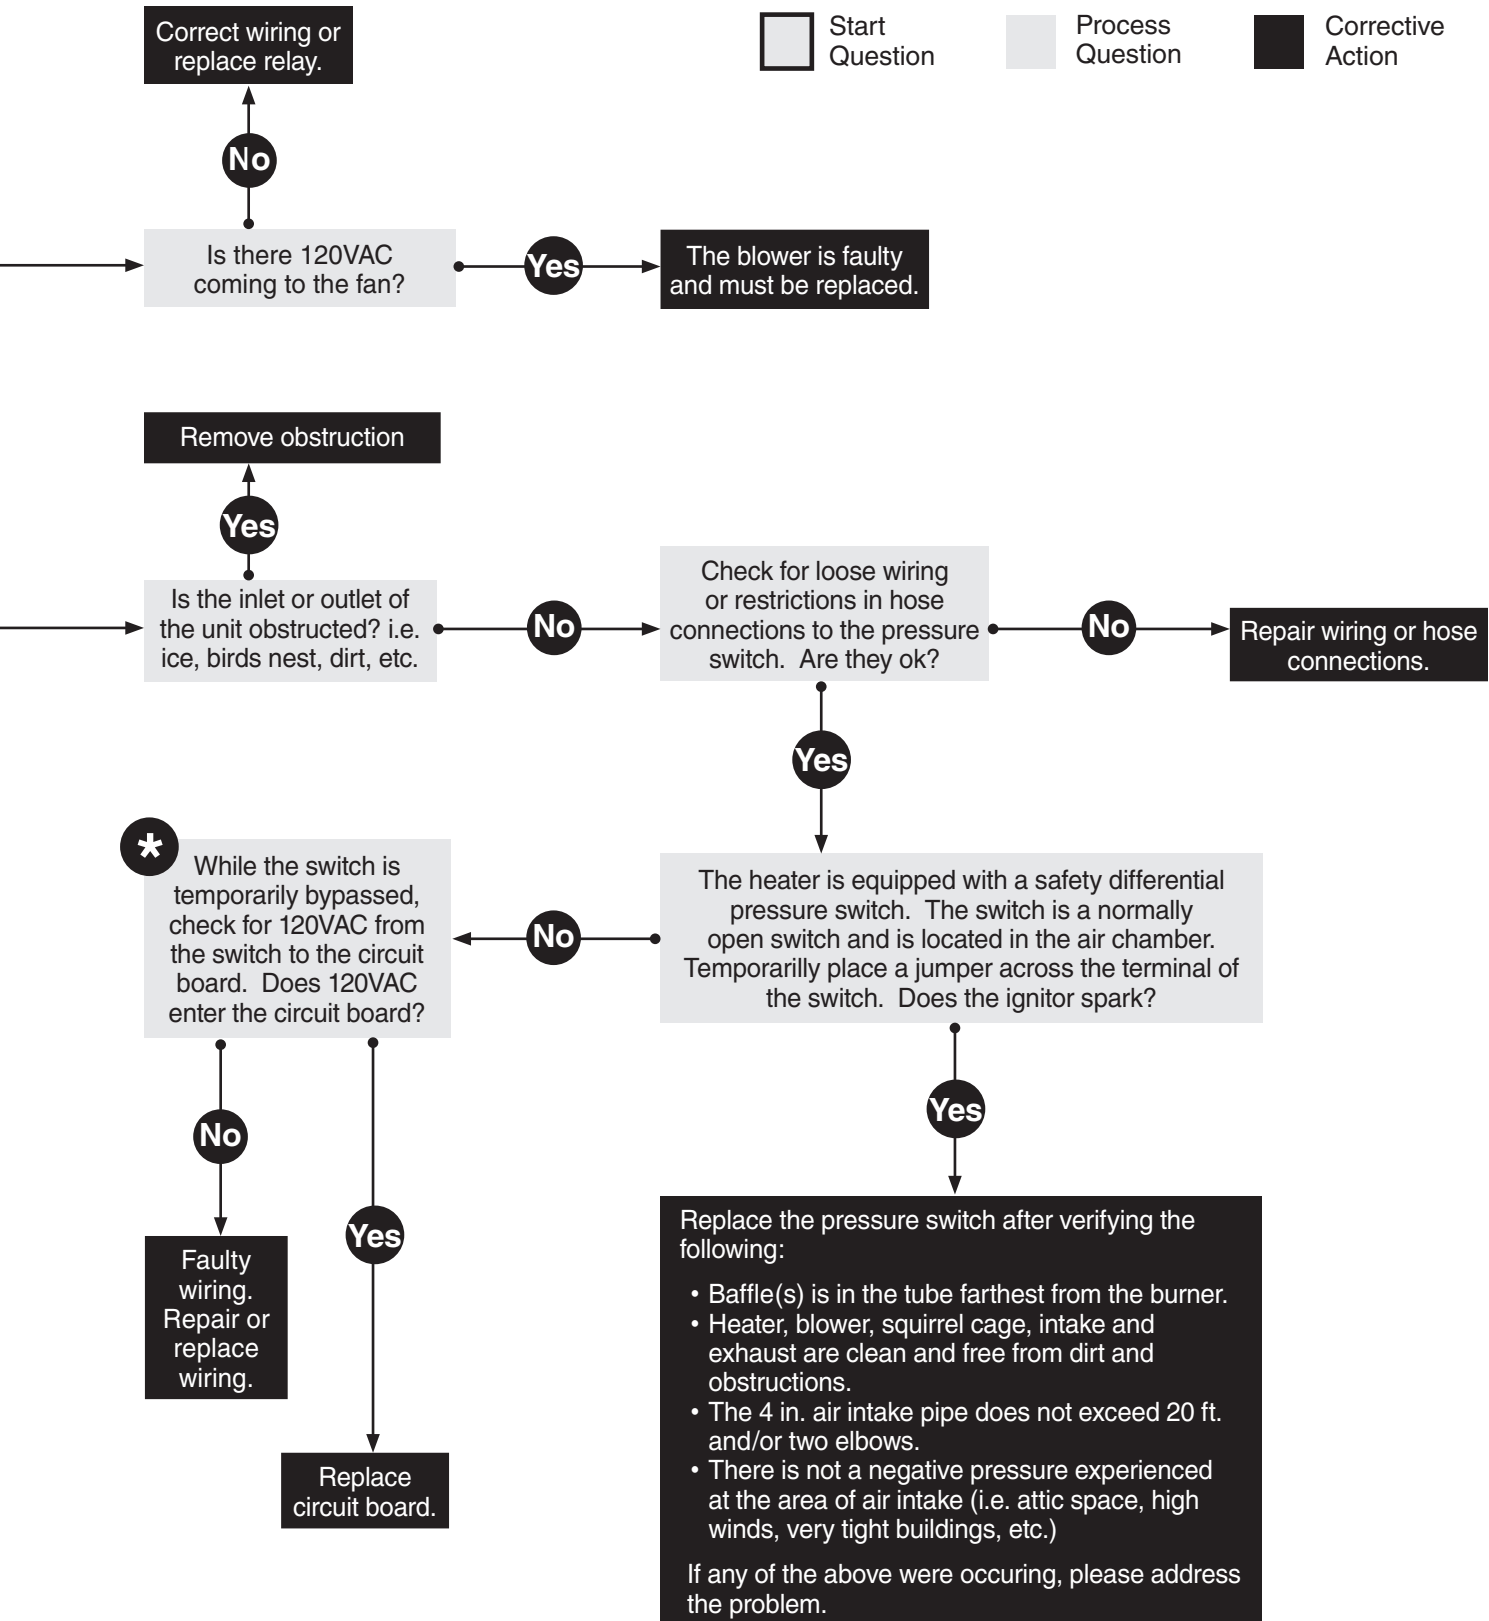 Correct wiring or
replace relay.
Start
Question
Process
Question
Corrective
Action
No
Is there 120VAC
coming to the fan?
Yes
The blower is faulty
and must be replaced.
Remove obstruction
Yes
Is the inlet or outlet of
the unit obstructed? i.e.
ice, birds nest, dirt, etc.
No
Check for loose wiring
or restrictions in hose
connections to the pressure
switch. Are they ok?
No
Repair wiring or hose
connections.
Yes
*
While the switch is
temporarily bypassed,
check for 120VAC from
the switch to the circuit
board. Does 120VAC
enter the circuit board?
No
The heater is equipped with a safety differential
pressure switch. The switch is a normally
open switch and is located in the air chamber.
Temporarilly place a jumper across the terminal of
the switch. Does the ignitor spark?
No
Yes
Yes
Faulty
wiring.
Repair or
replace
wiring.
Replace
circuit board.
Replace the pressure switch after verifying the
following:
• Baffle(s) is in the tube farthest from the burner.
• Heater, blower, squirrel cage, intake and
exhaust are clean and free from dirt and
obstructions.
• The 4 in. air intake pipe does not exceed 20 ft.
and/or two elbows.
• There is not a negative pressure experienced
at the area of air intake (i.e. attic space, high
winds, very tight buildings, etc.)
If any of the above were occuring, please address
the problem.